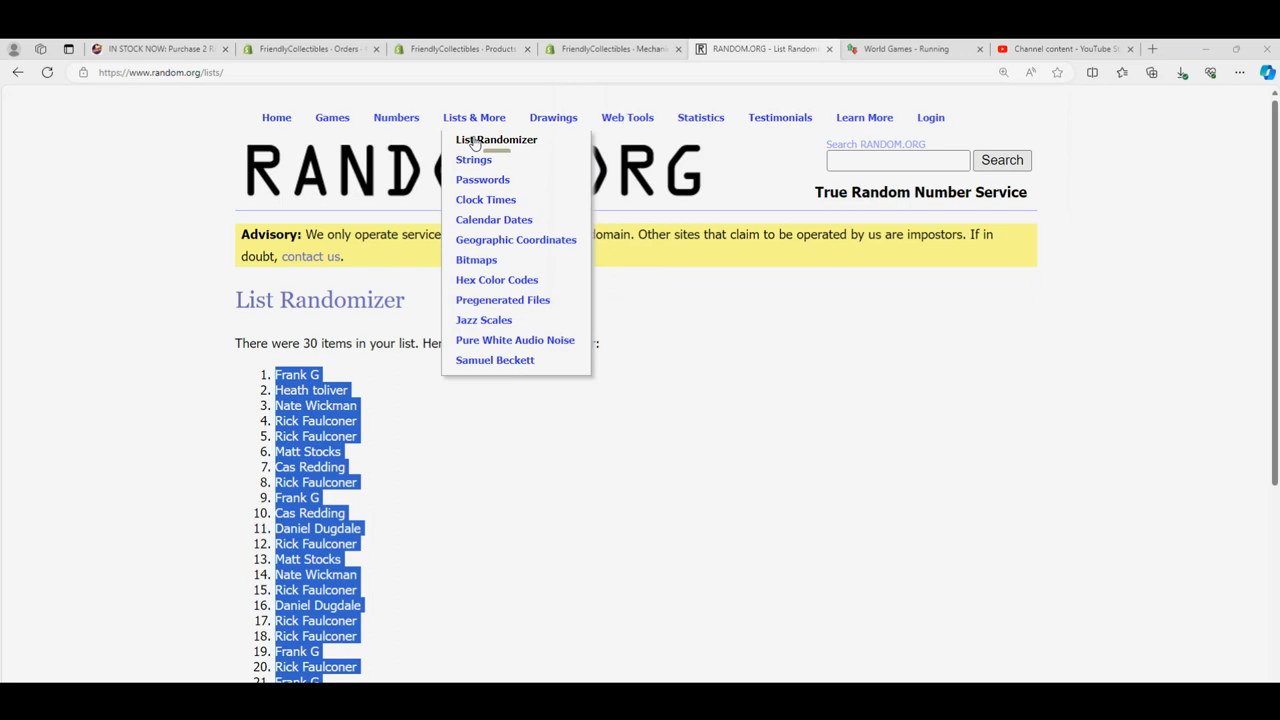 IN STOCK NOW: Purchase 2 R
FriendlyCollectibles · Orders ·
FriendlyCollectibles · Products ·
FriendlyCollectibles · Mechani
RANDOM.ORG - List Randomi
World Games - Running
Channel content - YouTube S
https://www.random.org/lists/
Home
Games
Numbers
Lists & More
Drawings
Web Tools
Statistics
Testimonials
Learn More
Login
List Randomizer
Strings
Passwords
Clock Times
Calendar Dates
Geographic Coordinates
Bitmaps
Hex Color Codes
Pregenerated Files
Jazz Scales
Pure White Audio Noise
Samuel Beckett
RAND RG
Search RANDOM.ORG
Search
True Random Number Service
Advisory: We only operate service domain. Other sites that claim to be operated by us are impostors. If in
doubt, contact us.
List Randomizer
There were 30 items in your list. Her :
1. Frank G
2. Heath toliver
3. Nate Wickman
4. Rick Faulconer
5. Rick Faulconer
6. Matt Stocks
7. Cas Redding
8. Rick Faulconer
9. Frank G
10. Cas Redding
11. Daniel Dugdale
12. Rick Faulconer
13. Matt Stocks
14. Nate Wickman
15. Rick Faulconer
16. Daniel Dugdale
17. Rick Faulconer
18. Rick Faulconer
19. Frank G
20. Rick Faulconer
21. Frank G